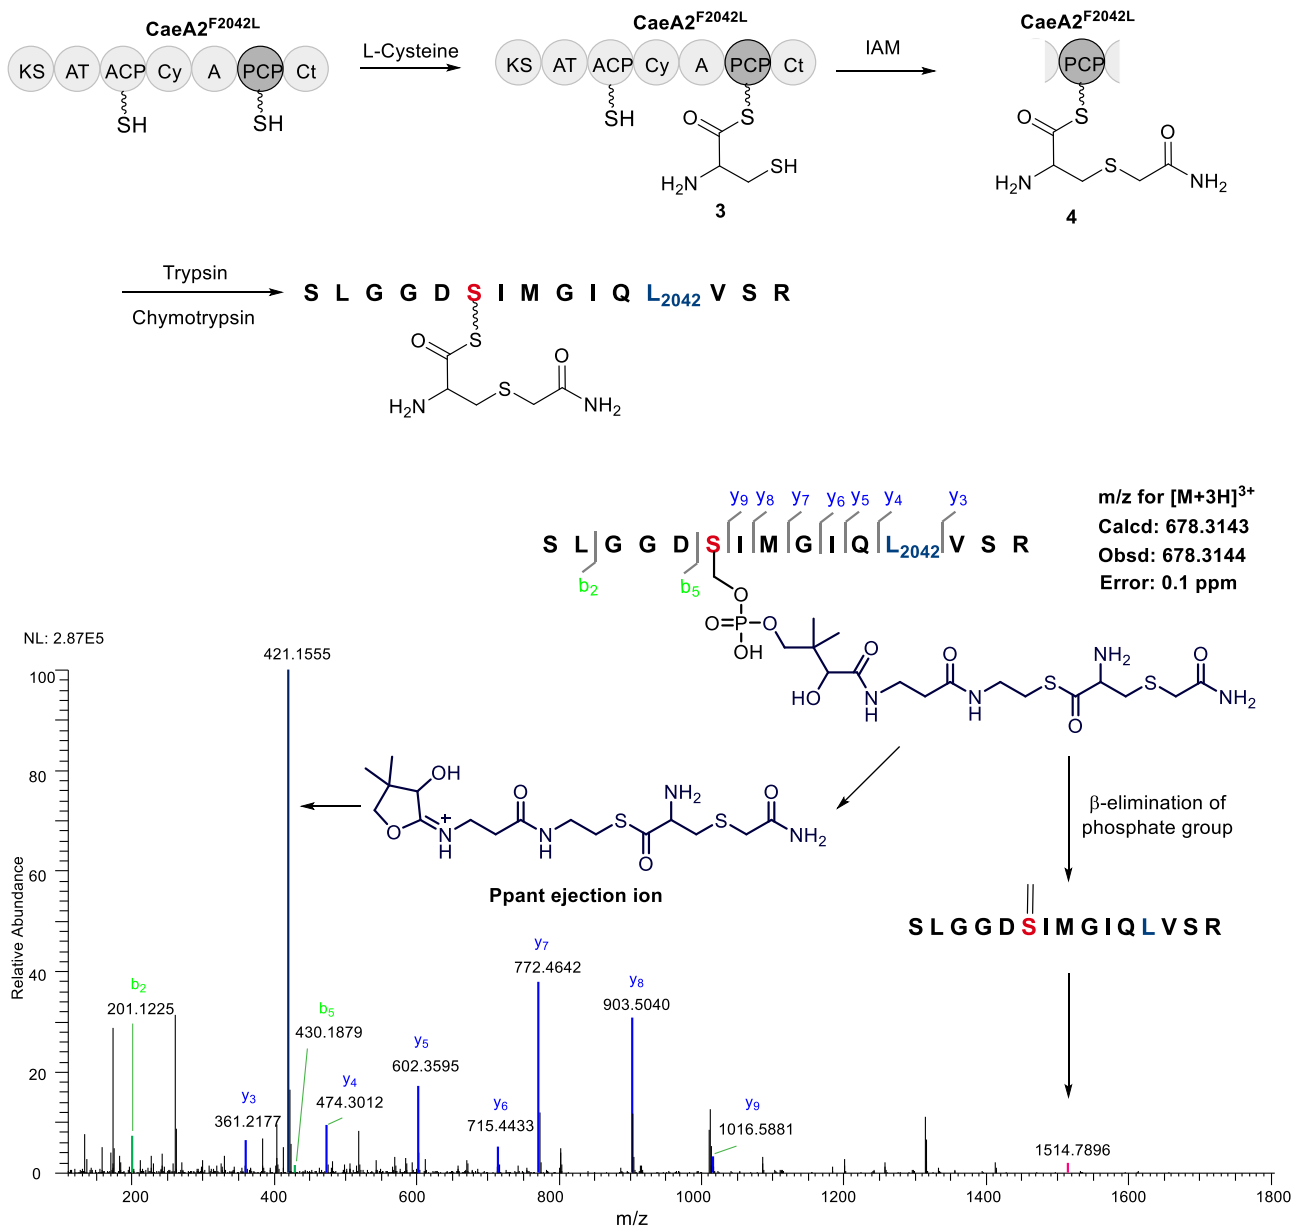 CaeA2F2042L
CaeA2F2042L
CaeA2F2042L
KS AT ACP Cy A PCP Ct
L-Cysteine
KS AT ACP Cy A PCP Ct
IAM
PCP
SH
SH
SH
S
O
SH
H2N
3
S
O
S
O
H2N
NH2
4
Trypsin
Chymotrypsin
S L G G D S I M G I Q L2042 V S R
S
O
S
O
H2N
NH2
y9 y8 y7 y6 y5 y4 y3
S L G G D S I M G I Q L2042 V S R
b2
b5
m/z for [M+3H]3+
Calcd: 678.3143
Obsd: 678.3144
Error: 0.1 ppm
O
O=P–O
OH
HO
O
N
H
O
N
H
S
O
NH2
S
O
NH2
OH
O
N
H
+
O
N
H
S
O
NH2
S
O
NH2
Ppant ejection ion
β-elimination of
phosphate group
S L G G D S I M G I Q L V S R
NL: 2.87E5
Relative Abundance
100
80
60
40
20
0
421.1555
b2
201.1225
b5
430.1879
y3
361.2177
y4
474.3012
y5
602.3595
y6
715.4433
y7
772.4642
y8
903.5040
y9
1016.5881
1514.7896
200 400 600 800 1000 1200 1400 1600 1800
m/z